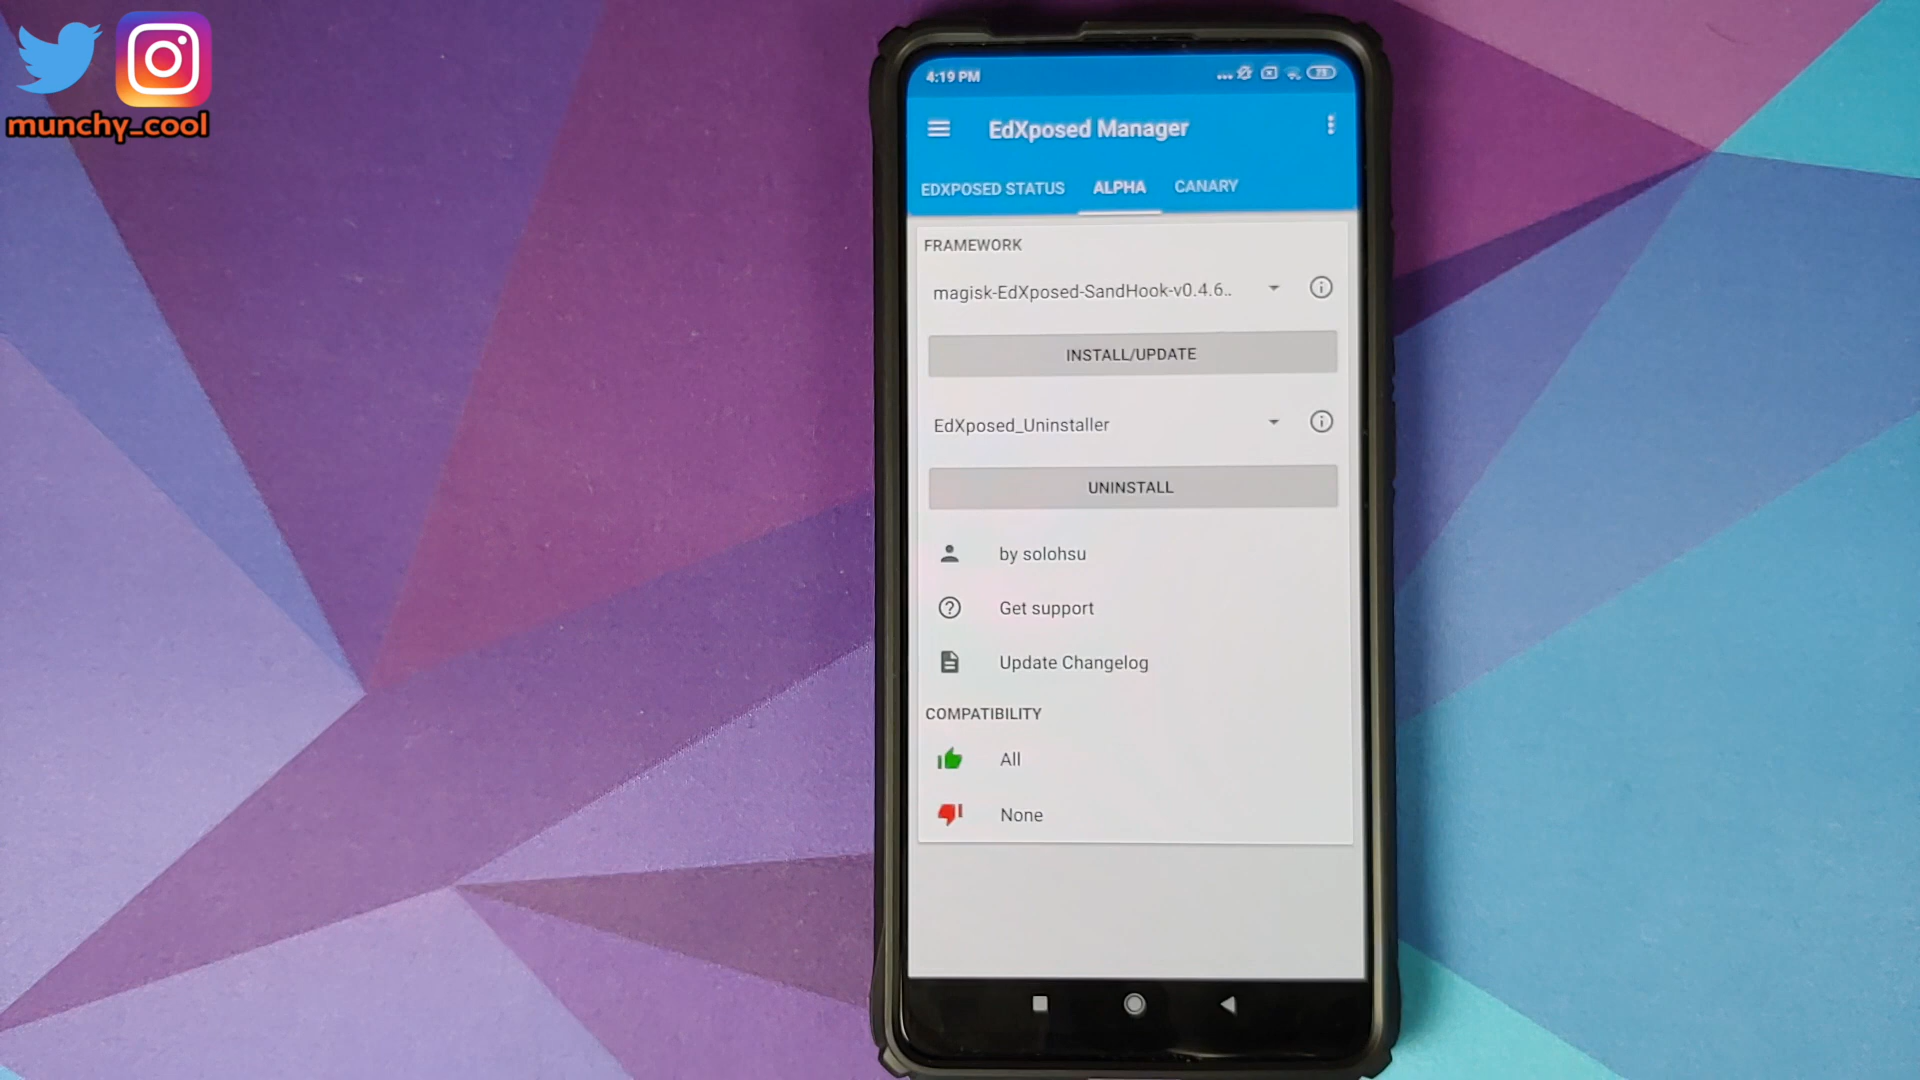 munchy_cool
4:19 PM
73
EdXposed Manager
EDXPOSED STATUS ALPHA CANARY
FRAMEWORK
magisk-EdXposed-SandHook-v0.4.6..
INSTALL/UPDATE
EdXposed_Uninstaller
UNINSTALL
by solohsu
Get support
Update Changelog
COMPATIBILITY
All
None